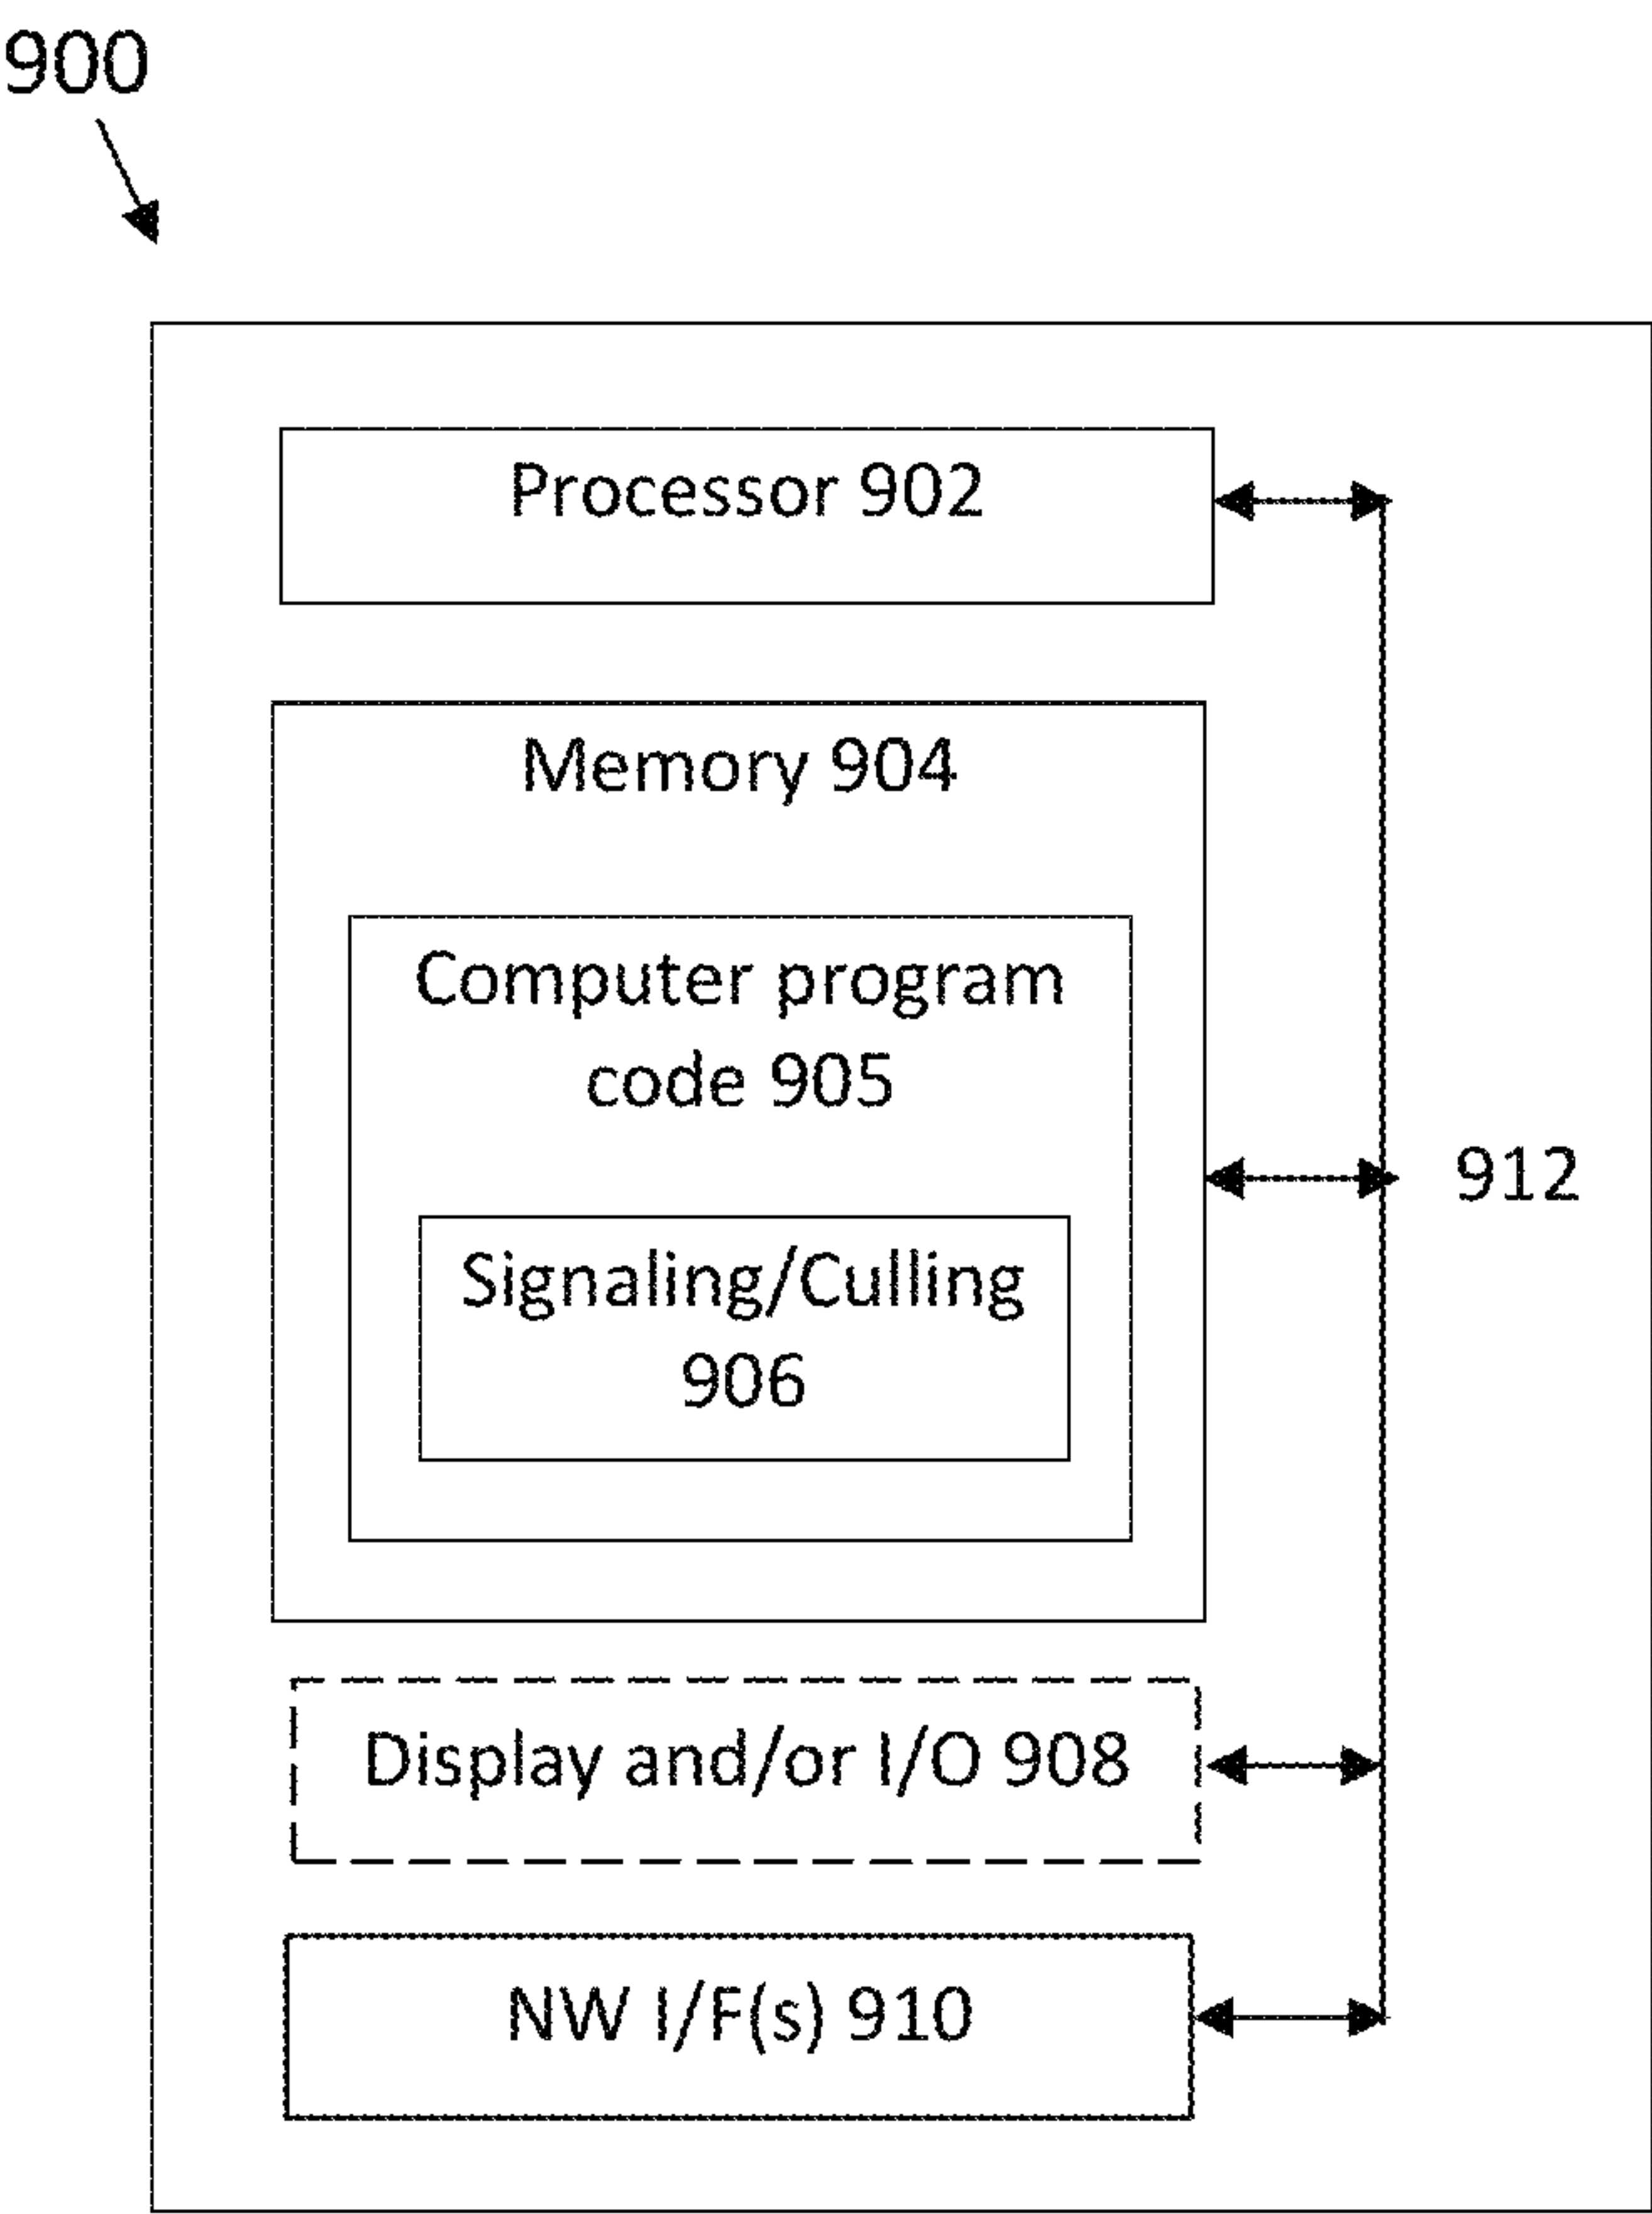 900
Processor 902
Memory 904
Computer program
code 905
912
Signaling/Culling
906
Display and/or I/O 908
NW I/F(s) 910